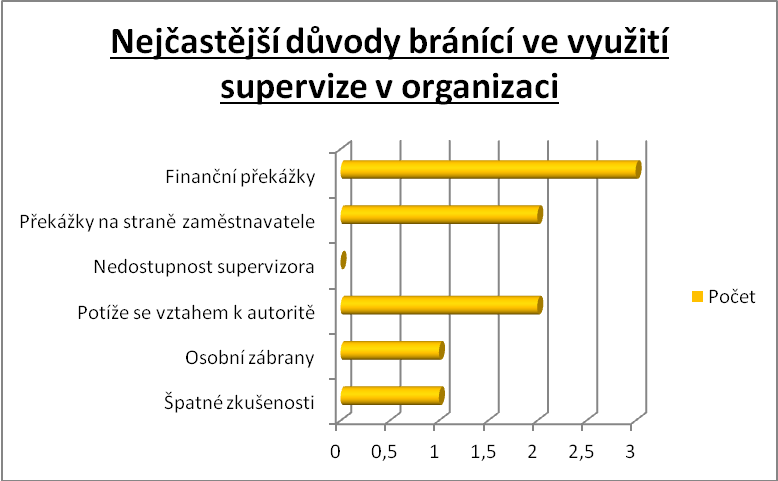 Nejčastější důvody bránící ve využití
supervize v organizaci
Finanční překážky
Překážky na straně zaměstnavatele
Nedostupnost supervizora
Potíže se vztahem k autoritě
Osobní zábrany
Špatné zkušenosti
0 0,5 1 1,5 2 2,5 3
Počet